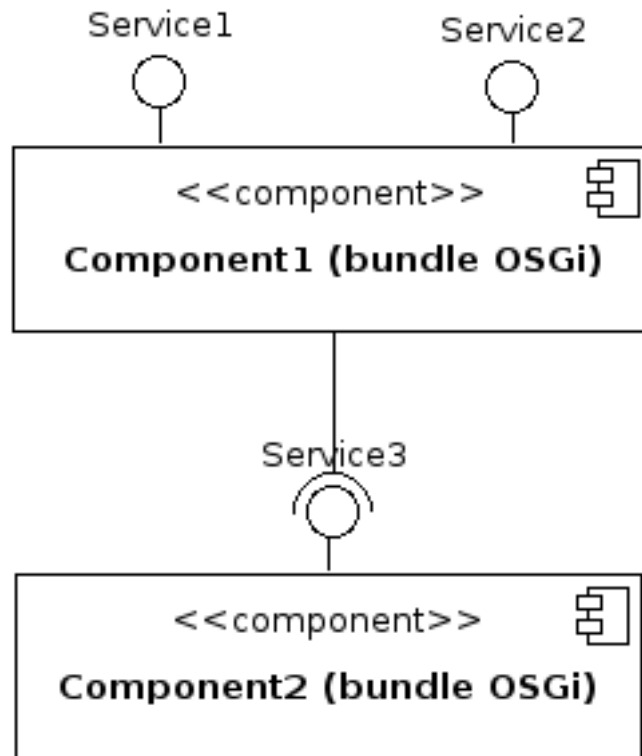 Service1
Service2
<<component>>
Component1 (bundle OSGi)
Service3
<<component>>
Component2 (bundle OSGi)